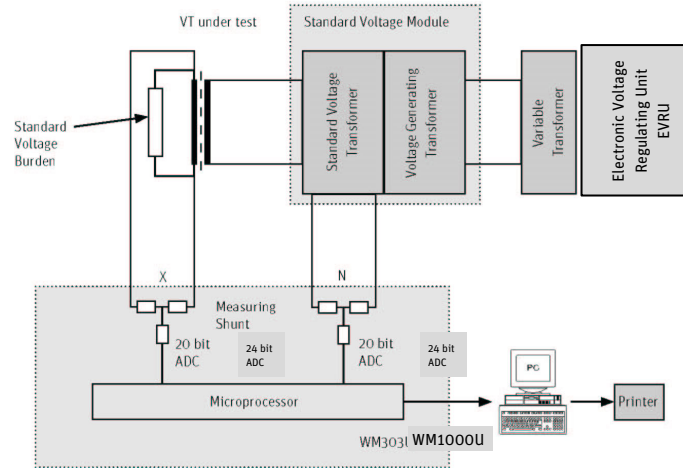 VT under test
Standard Voltage Module
Standard
Voltage
Burden
Standard Voltage
Transformer
Voltage Generating
Transformer
Variable
Transformer
Electronic Voltage
Regulating Unit
EVRU
X
N
Measuring
Shunt
20 bit
ADC
24 bit
ADC
20 bit
ADC
24 bit
ADC
Microprocessor
PC
Printer
WM303U
WM1000U